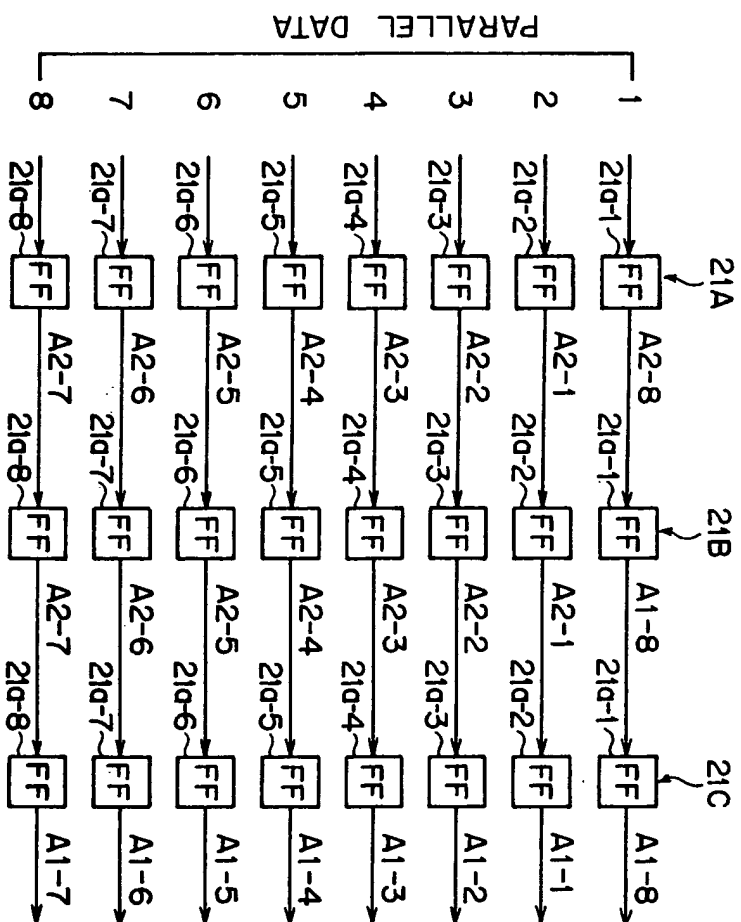 PARALLEL DATA
21A 21B 21C
A2-8 A1-8 A1-8
1 FF FF FF
21a-1 21a-1 21a-1
A2-1 A2-1 A1-1
2 FF FF FF
21a-2 21a-2 21a-2
A2-2 A2-2 A1-2
3 FF FF FF
21a-3 21a-3 21a-3
A2-3 A2-3 A1-3
4 FF FF FF
21a-4 21a-4 21a-4
A2-4 A2-4 A1-4
5 FF FF FF
21a-5 21a-5 21a-5
A2-5 A2-5 A1-5
6 FF FF FF
21a-6 21a-6 21a-6
A2-6 A2-6 A1-6
7 FF FF FF
21a-7 21a-7 21a-7
A2-7 A2-7 A1-7
8 FF FF FF
21a-8 21a-8 21a-8